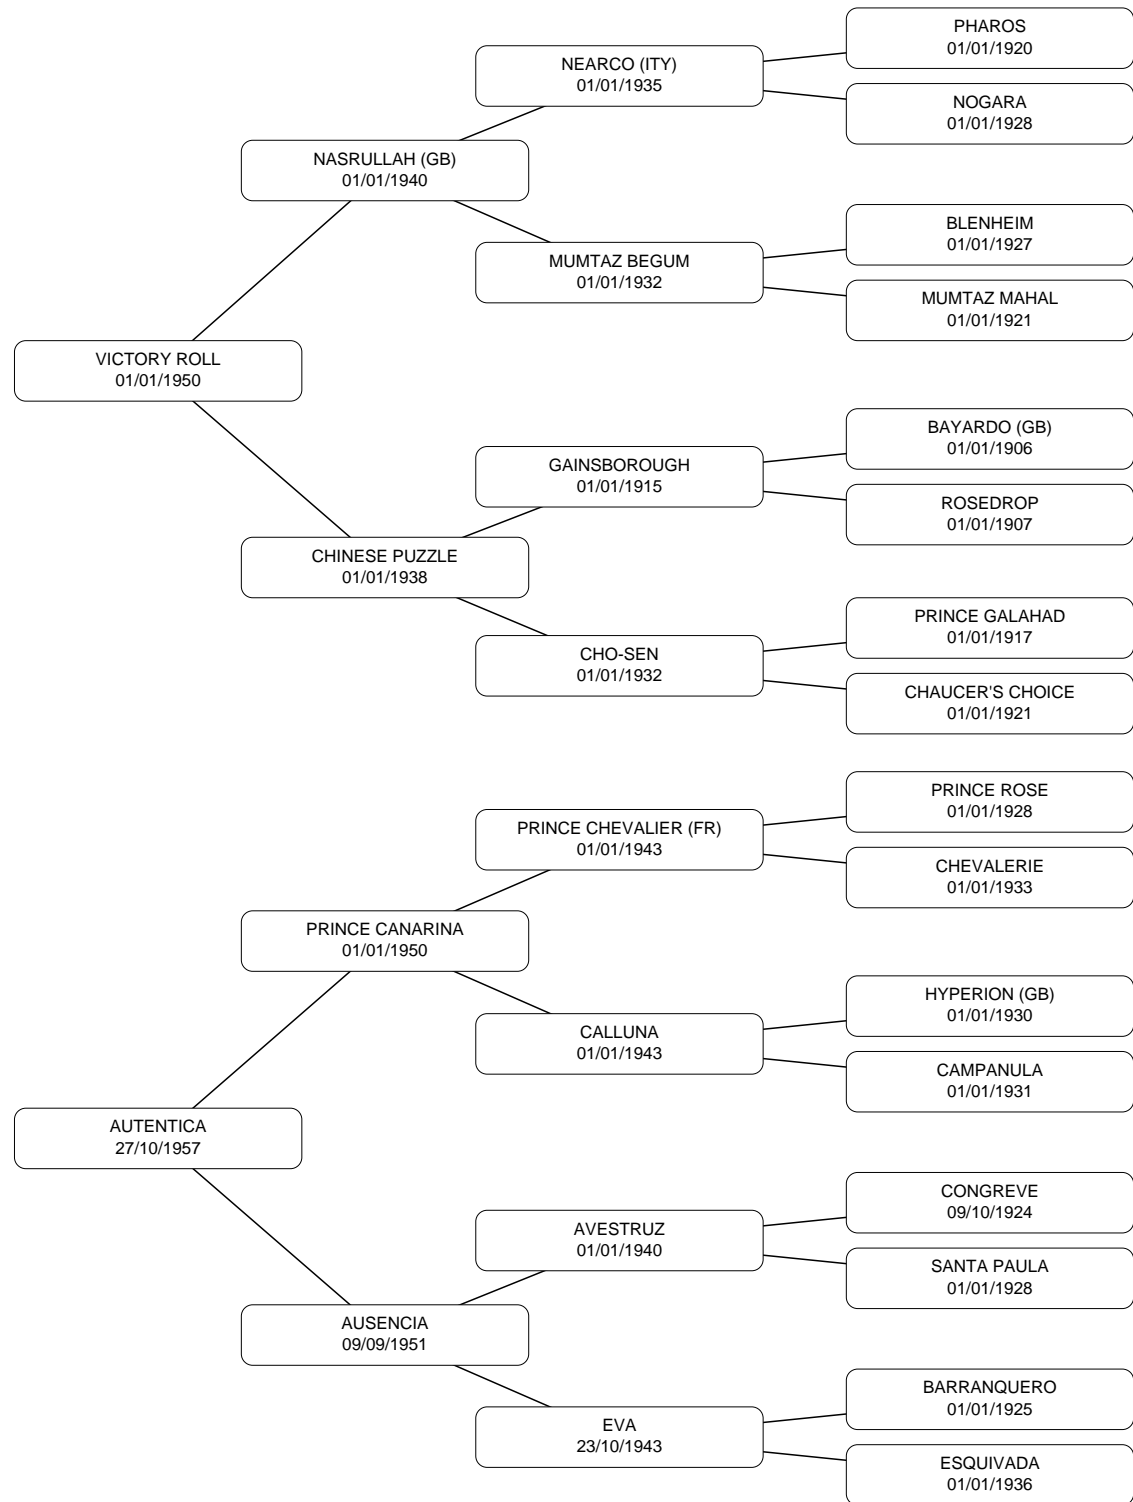 PHAROS
01/01/1920
NEARCO (ITY)
01/01/1935
NOGARA
01/01/1928
NASRULLAH (GB)
01/01/1940
BLENHEIM
01/01/1927
MUMTAZ BEGUM
01/01/1932
MUMTAZ MAHAL
01/01/1921
VICTORY ROLL
01/01/1950
BAYARDO (GB)
01/01/1906
GAINSBOROUGH
01/01/1915
ROSEDROP
01/01/1907
CHINESE PUZZLE
01/01/1938
PRINCE GALAHAD
01/01/1917
CHO-SEN
01/01/1932
CHAUCER'S CHOICE
01/01/1921
PRINCE ROSE
01/01/1928
PRINCE CHEVALIER (FR)
01/01/1943
CHEVALERIE
01/01/1933
PRINCE CANARINA
01/01/1950
HYPERION (GB)
01/01/1930
CALLUNA
01/01/1943
CAMPANULA
01/01/1931
AUTENTICA
27/10/1957
CONGREVE
09/10/1924
AVESTRUZ
01/01/1940
SANTA PAULA
01/01/1928
AUSENCIA
09/09/1951
BARRANQUERO
01/01/1925
EVA
23/10/1943
ESQUIVADA
01/01/1936